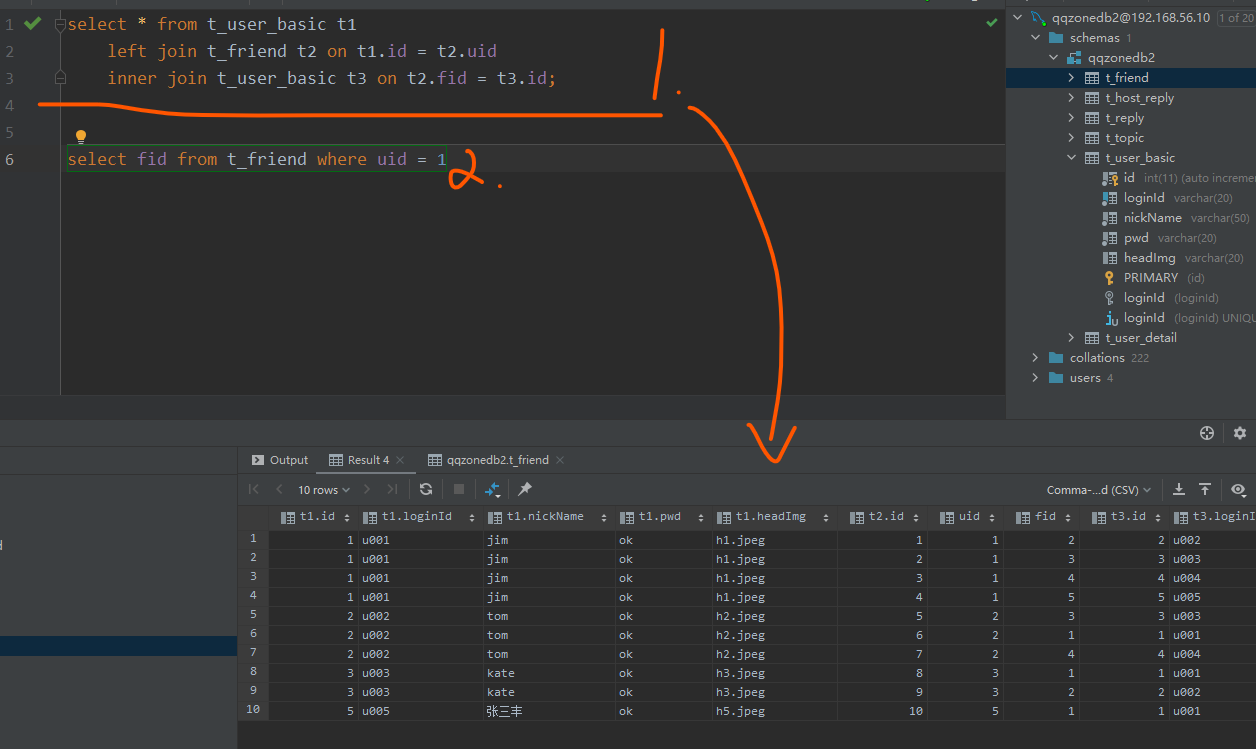 1 select * from t_user_basic t1
2 left join t_friend t2 on t1.id = t2.uid
3 inner join t_user_basic t3 on t2.fid = t3.id;
4
5
6 select fid from t_friend where uid = 1
1.
2.
qqzonedb2@192.168.56.10 1 of 20
schemas 1
qqzonedb2
t_friend
t_host_reply
t_reply
t_topic
t_user_basic
id int(11) (auto increme
loginId varchar(20)
nickName varchar(50)
pwd varchar(20)
headImg varchar(20)
PRIMARY (id)
loginId (loginId)
loginId (loginId) UNIQU
t_user_detail
collations 222
users 4
Output Result 4 qqzonedb2.t_friend
10 rows Comma-...d (CSV)
t1.id t1.loginId t1.nickName t1.pwd t1.headImg t2.id uid fid t3.id t3.loginI
1 1 u001 jim ok h1.jpeg 1 1 2 2 u002
2 1 u001 jim ok h1.jpeg 2 1 3 3 u003
3 1 u001 jim ok h1.jpeg 3 1 4 4 u004
4 1 u001 jim ok h1.jpeg 4 1 5 5 u005
5 2 u002 tom ok h2.jpeg 5 2 3 3 u003
6 2 u002 tom ok h2.jpeg 6 2 1 1 u001
7 2 u002 tom ok h2.jpeg 7 2 4 4 u004
8 3 u003 kate ok h3.jpeg 8 3 1 1 u001
9 3 u003 kate ok h3.jpeg 9 3 2 2 u002
10 5 u005 张三丰 ok h5.jpeg 10 5 1 1 u001